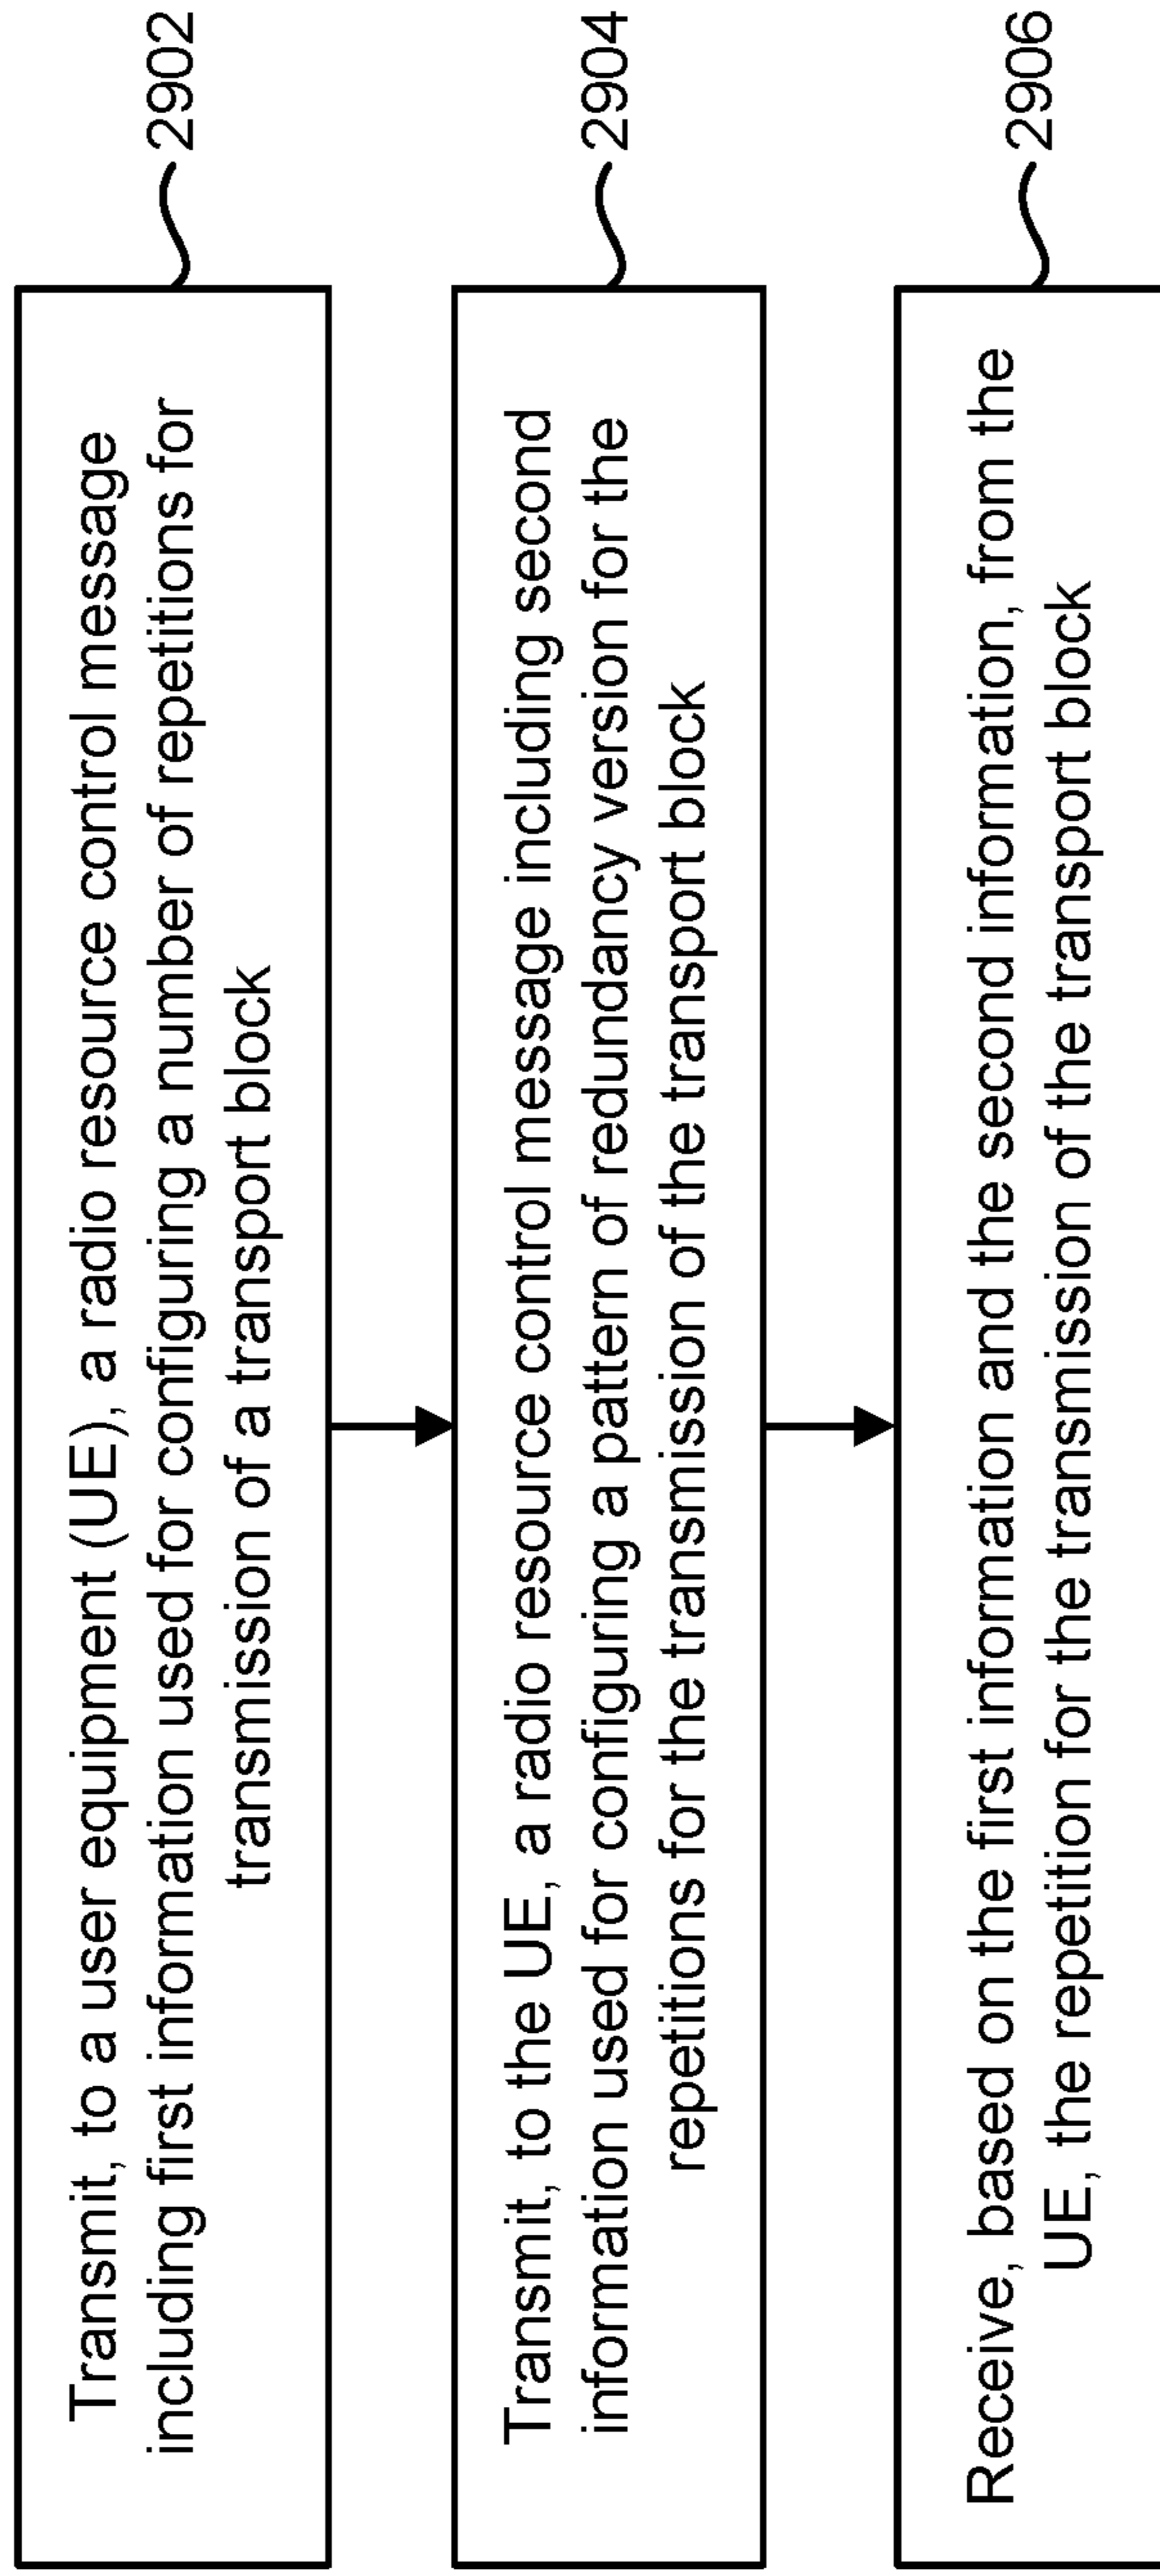 Transmit, to a user equipment (UE), a radio resource control message
including first information used for configuring a number of repetitions for
transmission of a transport block
2902
Transmit, to the UE, a radio resource control message including second
information used for configuring a pattern of redundancy version for the
repetitions for the transmission of the transport block
2904
Receive, based on the first information and the second information, from the
UE, the repetition for the transmission of the transport block
2906